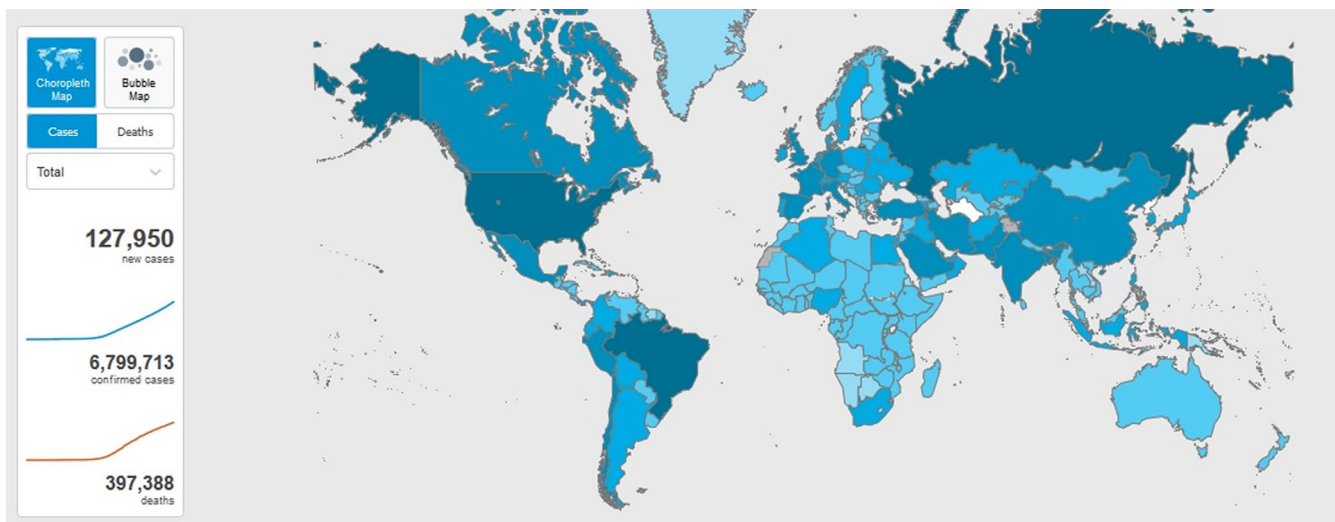 Choropleth
Map
Bubble
Map
Cases
Deaths
Total
127,950
new cases
6,799,713
confirmed cases
397,388
deaths